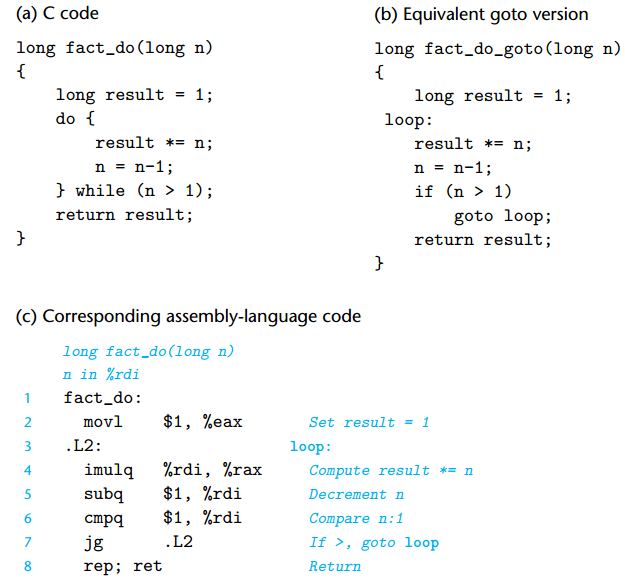 (a) C code
long fact_do(long n)
{
    long result = 1;
    do {
        result *= n;
        n = n-1;
    } while (n > 1);
    return result;
}
(b) Equivalent goto version
long fact_do_goto(long n)
{
    long result = 1;
 loop:
    result *= n;
    n = n-1;
    if (n > 1)
        goto loop;
    return result;
}
(c) Corresponding assembly-language code
long fact_do(long n)
n in %rdi
1 fact_do:
2 movl $1, %eax Set result = 1
3 .L2: loop:
4 imulq %rdi, %rax Compute result *= n
5 subq $1, %rdi Decrement n
6 cmpq $1, %rdi Compare n:1
7 jg .L2 If >, goto loop
8 rep; ret Return